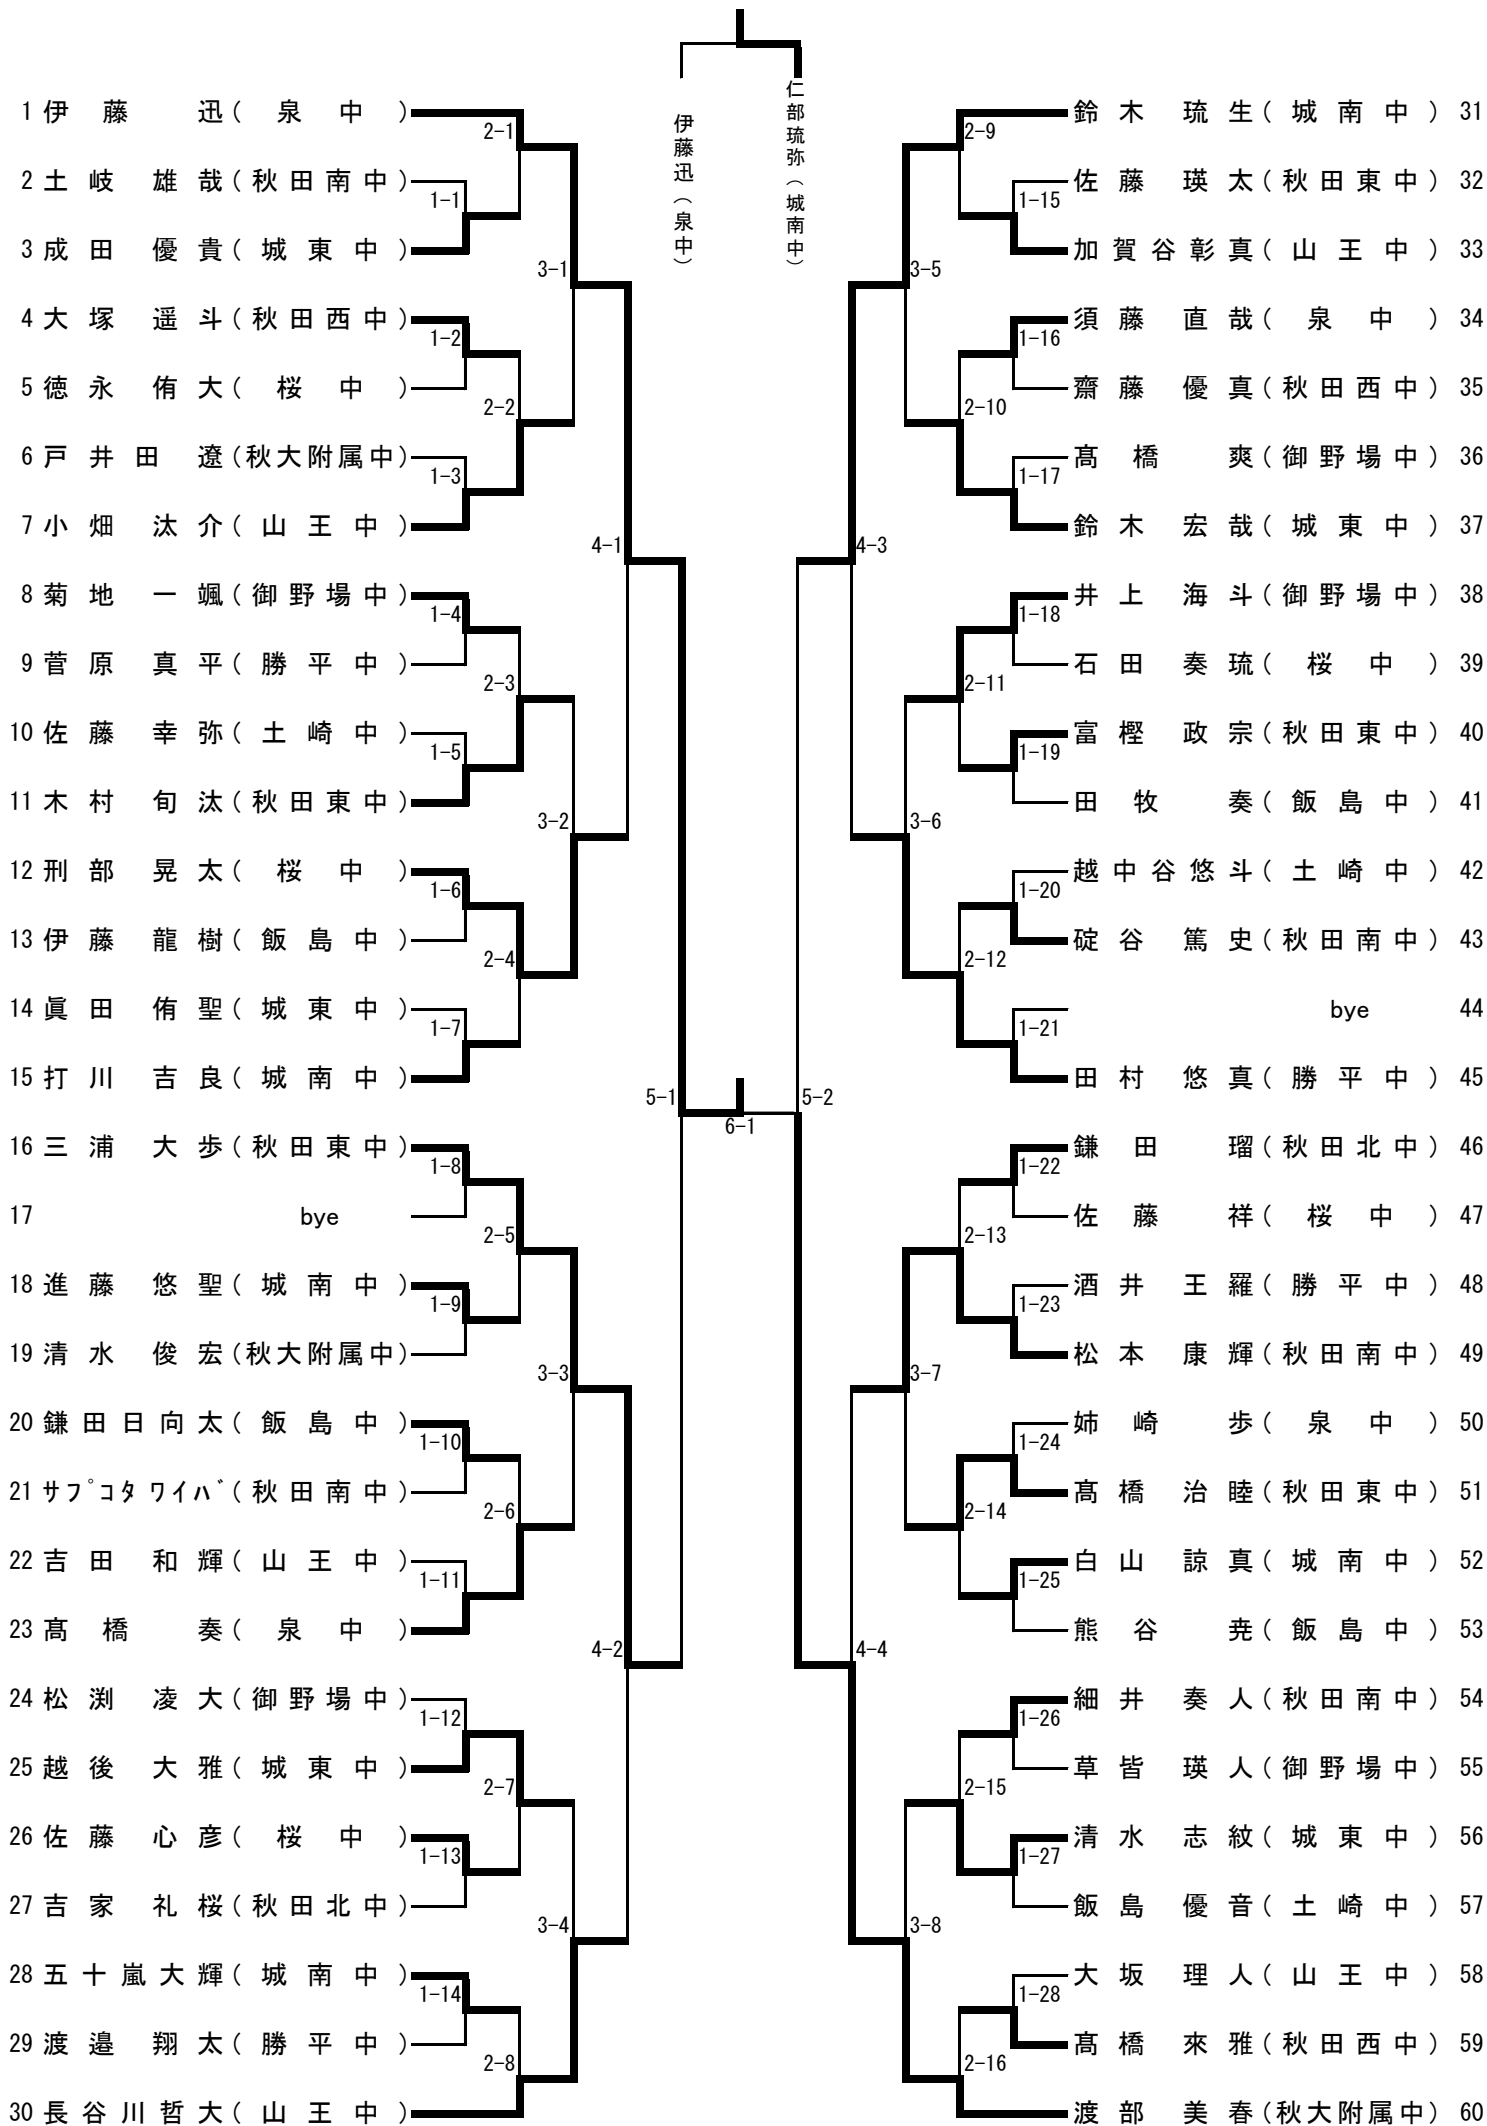 仁部琉弥（城南中）
伊藤迅（泉中）
1 伊藤 迅（泉中）
2-1
2 土岐 雄哉（秋田南中）
1-1
3 成田 優貴（城東中）
3-1
4 大塚 遥斗（秋田西中）
1-2
5 徳永 侑大（桜中）
2-2
6 戸井田 遼（秋大附属中）
1-3
7 小畑 汰介（山王中）
4-1
8 菊地 一颯（御野場中）
1-4
9 菅原 真平（勝平中）
2-3
10 佐藤 幸弥（土崎中）
1-5
11 木村 旬汰（秋田東中）
3-2
12 刑部 晃太（桜中）
1-6
13 伊藤 龍樹（飯島中）
2-4
14 眞田 侑聖（城東中）
1-7
15 打川 吉良（城南中）
5-1
6-1
16 三浦 大歩（秋田東中）
1-8
17 bye
2-5
18 進藤 悠聖（城南中）
1-9
19 清水 俊宏（秋大附属中）
3-3
20 鎌田日向太（飯島中）
1-10
21 ｻﾌﾟｺﾀ ﾜｲﾊﾞ（秋田南中）
2-6
22 吉田 和輝（山王中）
1-11
23 髙橋 奏（泉中）
4-2
24 松渕 凌大（御野場中）
1-12
25 越後 大雅（城東中）
2-7
26 佐藤 心彦（桜中）
1-13
27 吉家 礼桜（秋田北中）
3-4
28 五十嵐大輝（城南中）
1-14
29 渡邉 翔太（勝平中）
2-8
30 長谷川哲大（山王中）
鈴木 琉生（城南中） 31
2-9
佐藤 瑛太（秋田東中） 32
1-15
加賀谷彰真（山王中） 33
3-5
須藤 直哉（泉中） 34
1-16
齋藤 優真（秋田西中） 35
2-10
髙橋 爽（御野場中） 36
1-17
鈴木 宏哉（城東中） 37
4-3
井上 海斗（御野場中） 38
1-18
石田 奏琉（桜中） 39
2-11
富樫 政宗（秋田東中） 40
1-19
田牧 奏（飯島中） 41
3-6
越中谷悠斗（土崎中） 42
1-20
碇谷 篤史（秋田南中） 43
2-12
bye 44
1-21
田村 悠真（勝平中） 45
5-2
鎌田 瑠（秋田北中） 46
1-22
佐藤 祥（桜中） 47
2-13
酒井 王羅（勝平中） 48
1-23
松本 康輝（秋田南中） 49
3-7
姉崎 歩（泉中） 50
1-24
髙橋 治睦（秋田東中） 51
2-14
白山 諒真（城南中） 52
1-25
熊谷 尭（飯島中） 53
4-4
細井 奏人（秋田南中） 54
1-26
草皆 瑛人（御野場中） 55
2-15
清水 志紋（城東中） 56
1-27
飯島 優音（土崎中） 57
3-8
大坂 理人（山王中） 58
1-28
髙橋 來雅（秋田西中） 59
2-16
渡部 美春（秋大附属中） 60